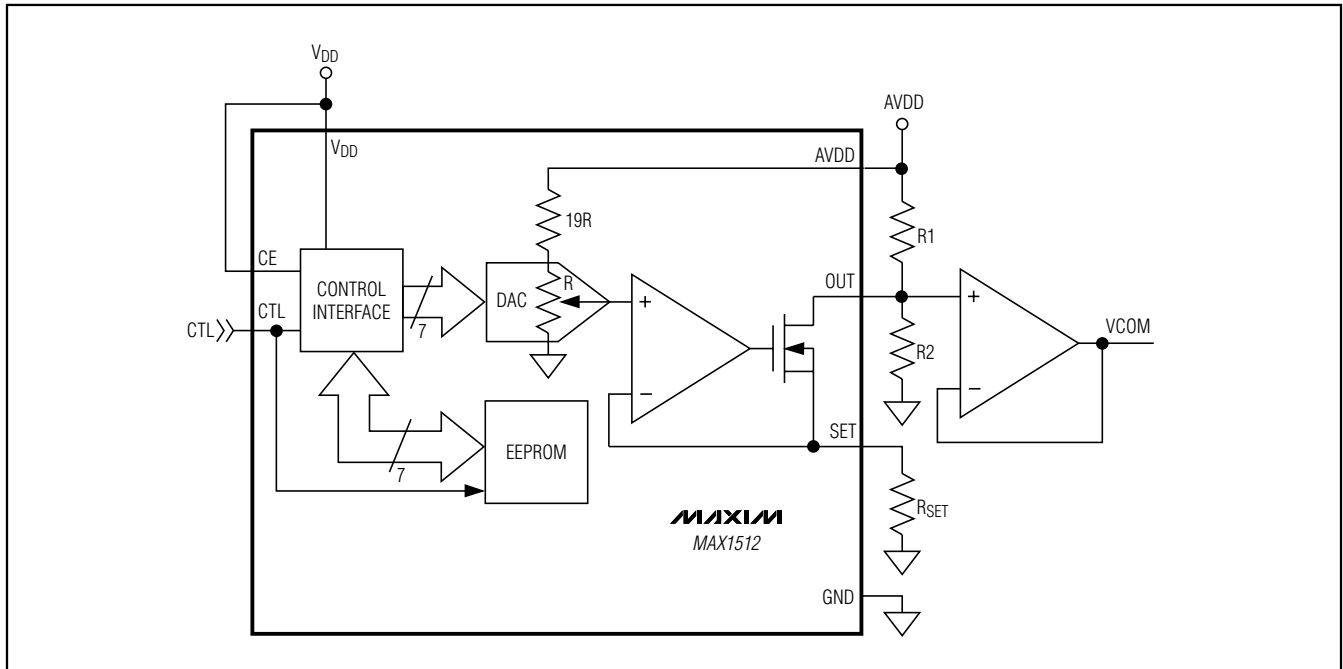 VDD
AVDD
VDD
AVDD
19R
R1
CE
CONTROL
INTERFACE
DAC
R
+
OUT
+
CTL
CTL
7
VCOM
R2
−
−
SET
EEPROM
7
RSET
MAXIM
MAX1512
GND